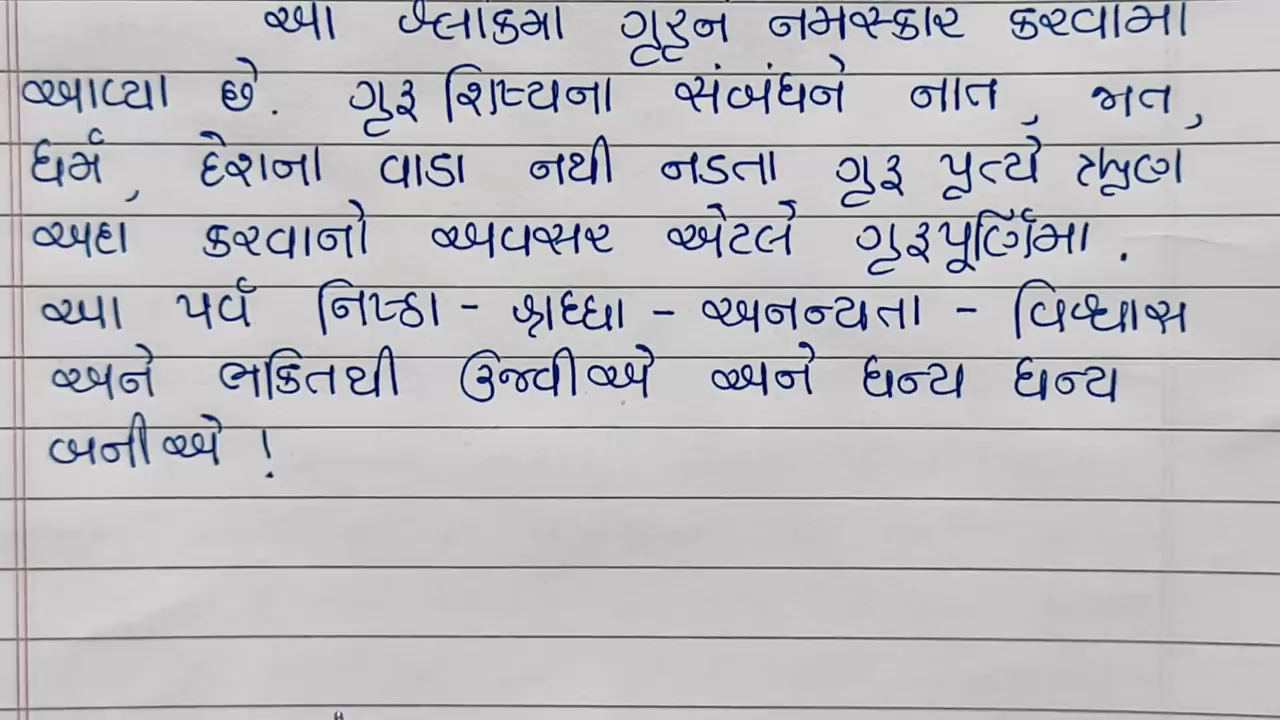 આ શ્લોકમા ગૃરૂને નમસ્કાર કરવામા
આવ્યા છે. ગૃરૂ શિષ્યના સંબંધને નાત, જાત,
ધર્મ, દેશના વાડા નથી નડતા ગૃરૂ પ્રત્યે ઋણ
અદા કરવાનો અવસર એટલે ગૃરૂપૂર્ણિમા.
આ પર્વ નિષ્ઠા - શ્રધ્ધા - અનન્યતા - વિશ્વાસ
અને ભકિતથી ઉજવીએ અને ધન્ય ધન્ય
બનીએ !